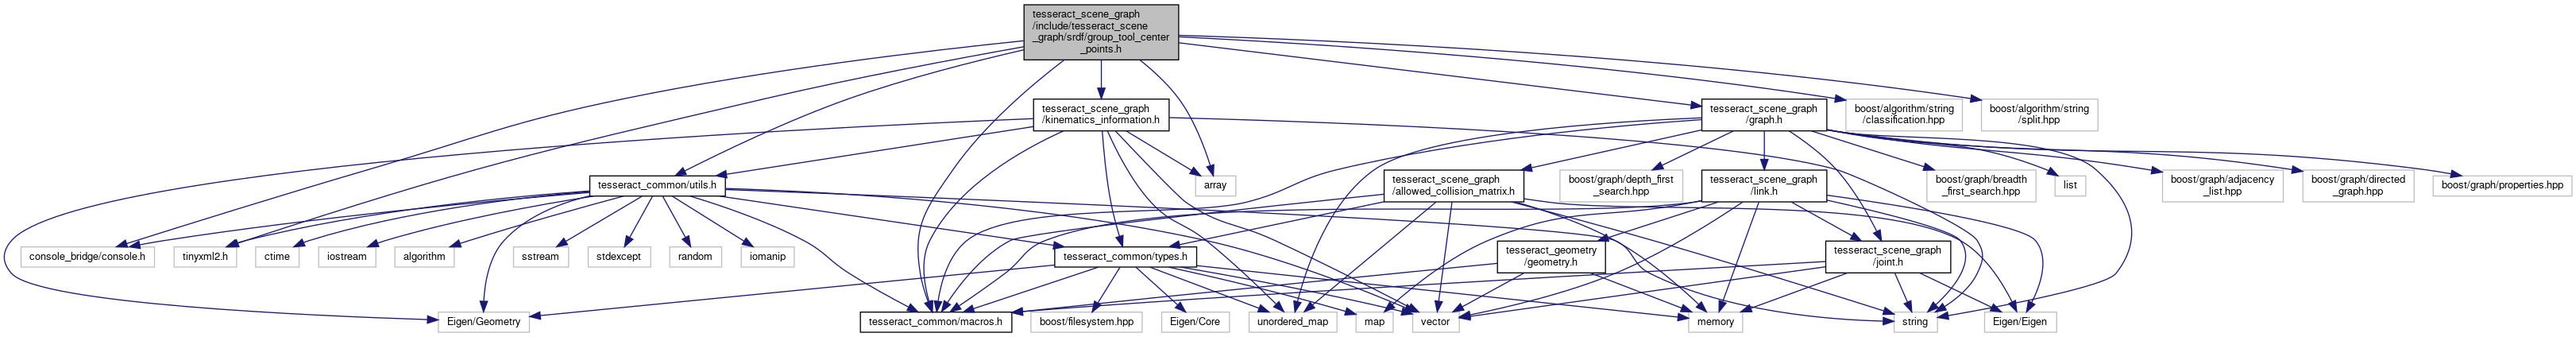 tesseract_scene_graph
/include/tesseract_scene
_graph/srdf/group_tool_center
_points.h
tesseract_scene_graph
/kinematics_information.h
tesseract_scene_graph
/graph.h
boost/algorithm/string
/classification.hpp
boost/algorithm/string
/split.hpp
tesseract_common/utils.h
array
tesseract_scene_graph
/allowed_collision_matrix.h
boost/graph/depth_first
_search.hpp
tesseract_scene_graph
/link.h
boost/graph/breadth
_first_search.hpp
list
boost/graph/adjacency
_list.hpp
boost/graph/directed
_graph.hpp
boost/graph/properties.hpp
console_bridge/console.h
tinyxml2.h
ctime
iostream
algorithm
sstream
stdexcept
random
iomanip
tesseract_common/types.h
tesseract_geometry
/geometry.h
tesseract_scene_graph
/joint.h
Eigen/Geometry
tesseract_common/macros.h
boost/filesystem.hpp
Eigen/Core
unordered_map
map
vector
memory
string
Eigen/Eigen